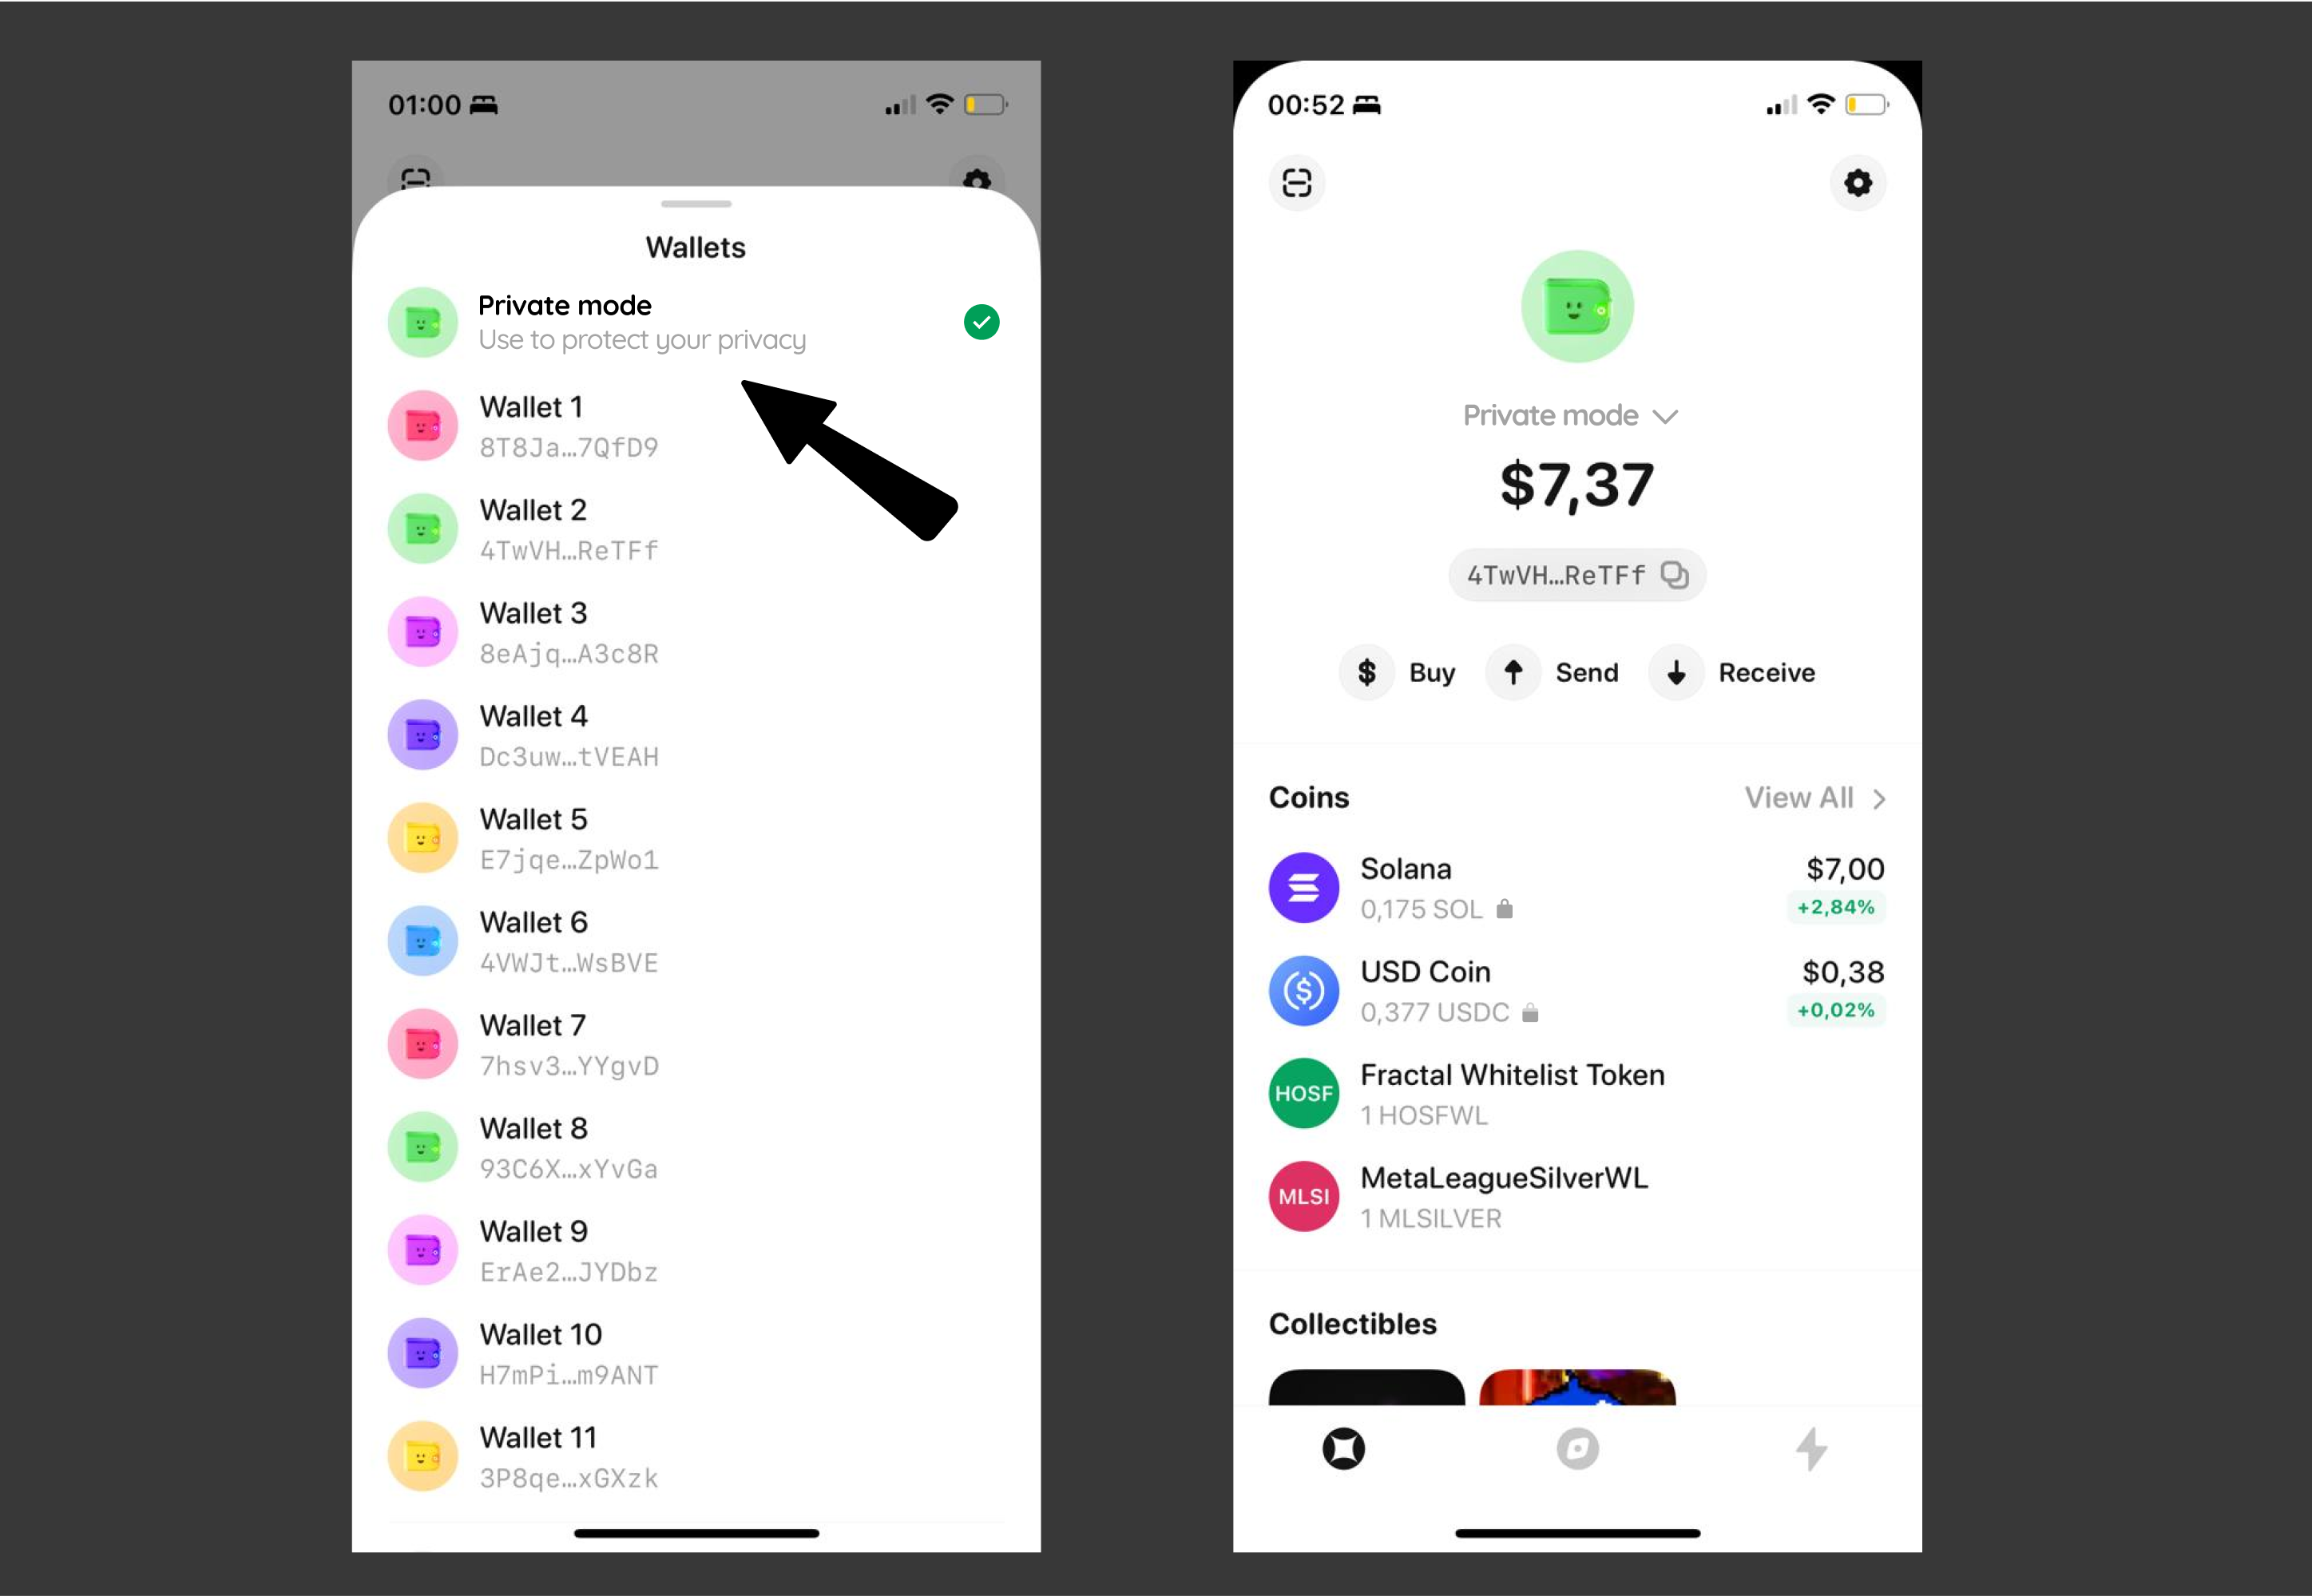 01:00
Wallets
Private mode
Use to protect your privacy
Wallet 1
8T8Ja…7QfD9
Wallet 2
4TwVH…ReTFf
Wallet 3
8eAjq…A3c8R
Wallet 4
Dc3uw…tVEAH
Wallet 5
E7jqe…ZpWo1
Wallet 6
4VWJt…WsBVE
Wallet 7
7hsv3…YYgvD
Wallet 8
93C6X…xYvGa
Wallet 9
ErAe2…JYDbz
Wallet 10
H7mPi…m9ANT
Wallet 11
3P8qe…xGXzk
00:52
Private mode
$7,37
4TwVH…ReTFf
$ Buy Send Receive
Coins View All
Solana $7,00
0,175 SOL +2,84%
USD Coin $0,38
0,377 USDC +0,02%
HOSF Fractal Whitelist Token
1 HOSFWL
MLSI MetaLeagueSilverWL
1 MLSILVER
Collectibles